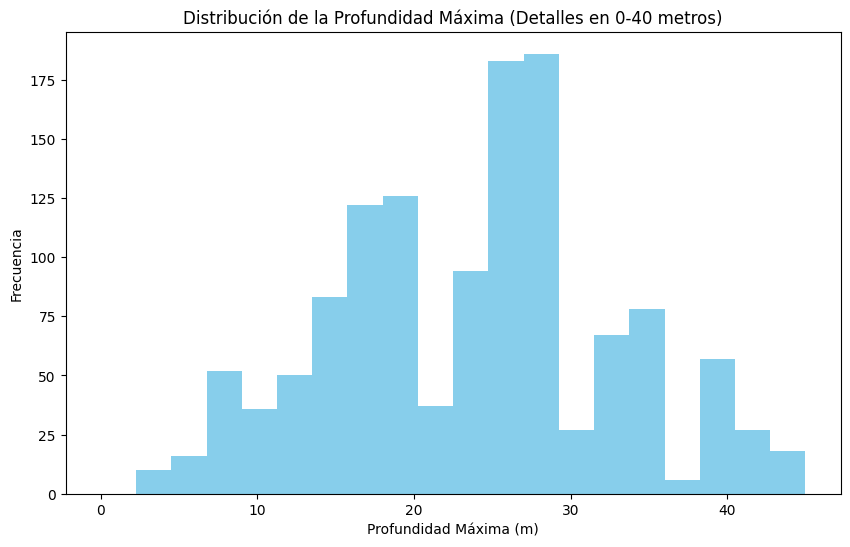 Distribución de la Profundidad Máxima (Detalles en 0-40 metros)
175
150
125
100
75
50
25
0
Frecuencia
0 10 20 30 40
Profundidad Máxima (m)